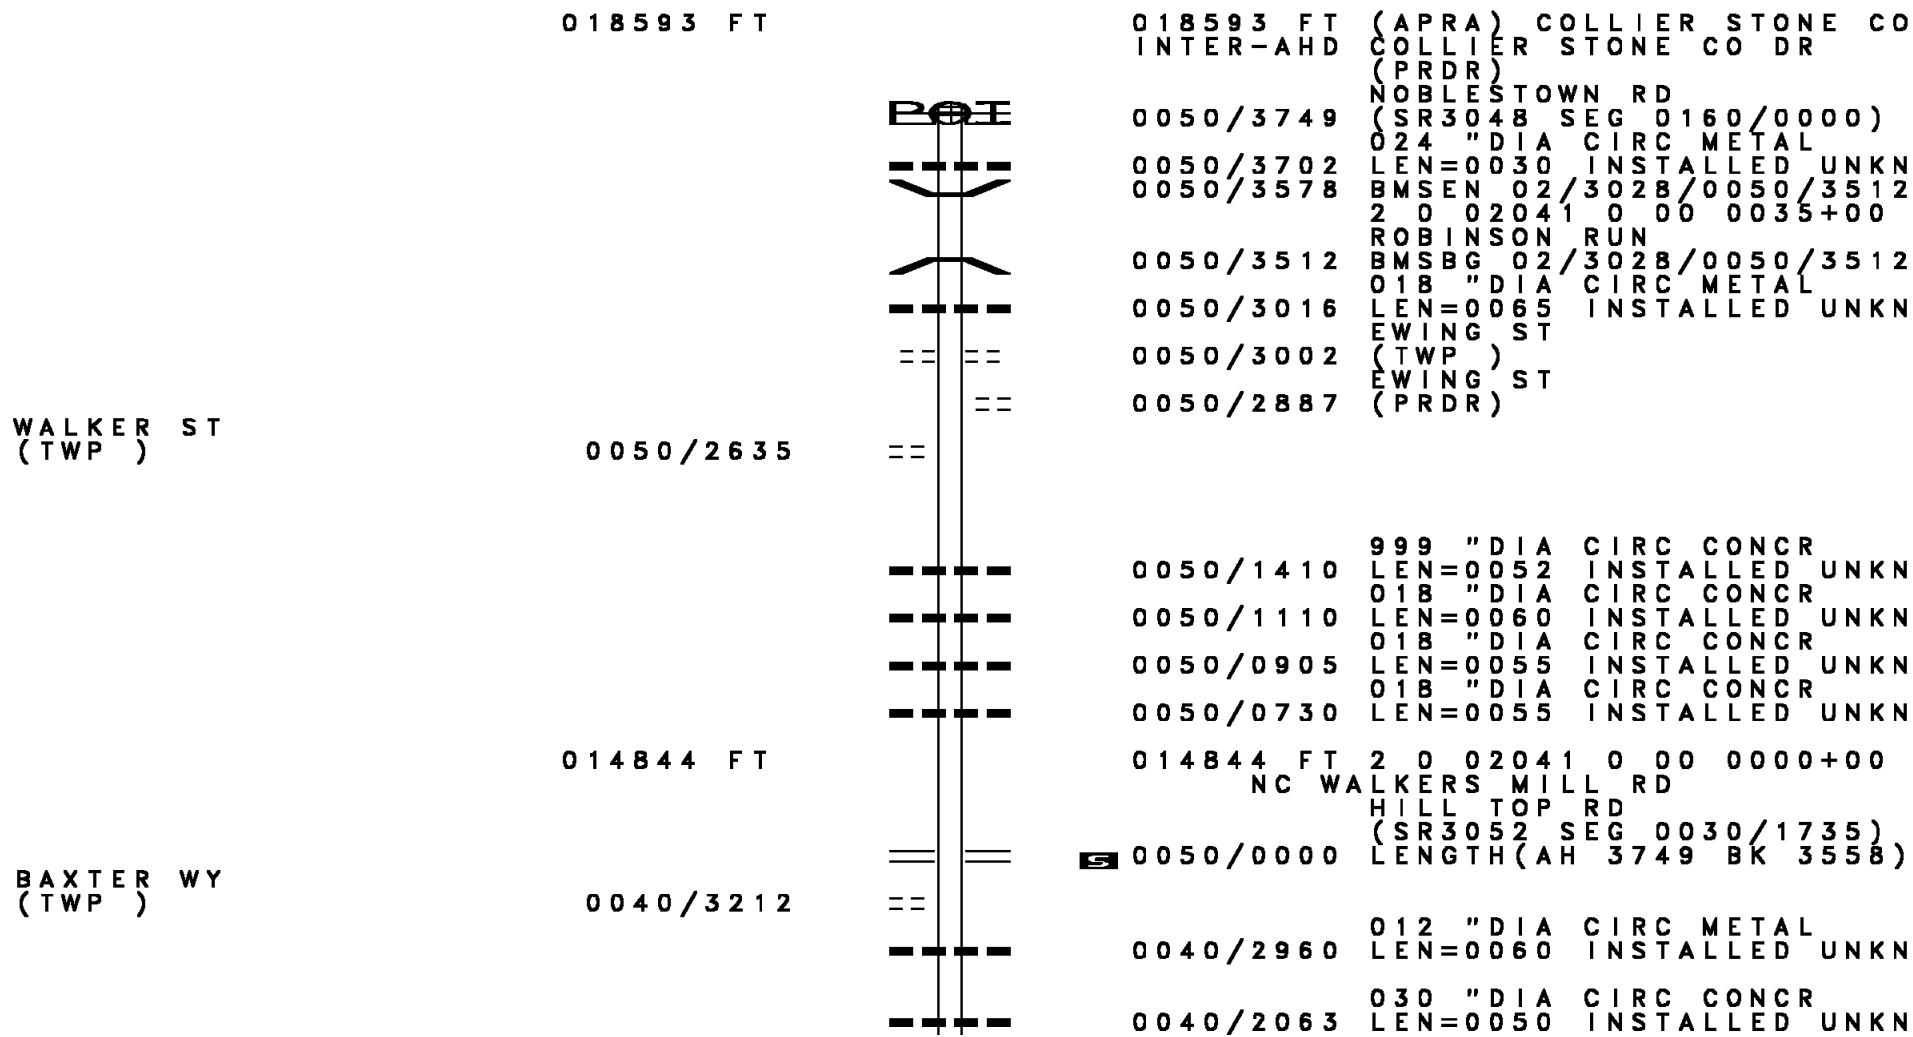 018593 FT 018593 FT (APRA) COLLIER STONE CO
INTER-AHD COLLIER STONE CO DR
(PRDR)
NOBLESTOWN RD
POT 0050/3749 (SR3048 SEG 0160/0000)
024 "DIA CIRC METAL
0050/3702 LEN=0030 INSTALLED UNKN
0050/3578 BMSEN 02/3028/0050/3512
2 0 02041 0 00 0035+00
ROBINSON RUN
0050/3512 BMSBG 02/3028/0050/3512
018 "DIA CIRC METAL
0050/3016 LEN=0065 INSTALLED UNKN
EWING ST
0050/3002 (TWP )
EWING ST
0050/2887 (PRDR)
WALKER ST
(TWP ) 0050/2635
999 "DIA CIRC CONCR
0050/1410 LEN=0052 INSTALLED UNKN
018 "DIA CIRC CONCR
0050/1110 LEN=0060 INSTALLED UNKN
018 "DIA CIRC CONCR
0050/0905 LEN=0055 INSTALLED UNKN
018 "DIA CIRC CONCR
0050/0730 LEN=0055 INSTALLED UNKN
014844 FT 014844 FT 2 0 02041 0 00 0000+00
NC WALKERS MILL RD
HILL TOP RD
(SR3052 SEG 0030/1735)
S 0050/0000 LENGTH(AH 3749 BK 3558)
BAXTER WY
(TWP ) 0040/3212
012 "DIA CIRC METAL
0040/2960 LEN=0060 INSTALLED UNKN
030 "DIA CIRC CONCR
0040/2063 LEN=0050 INSTALLED UNKN